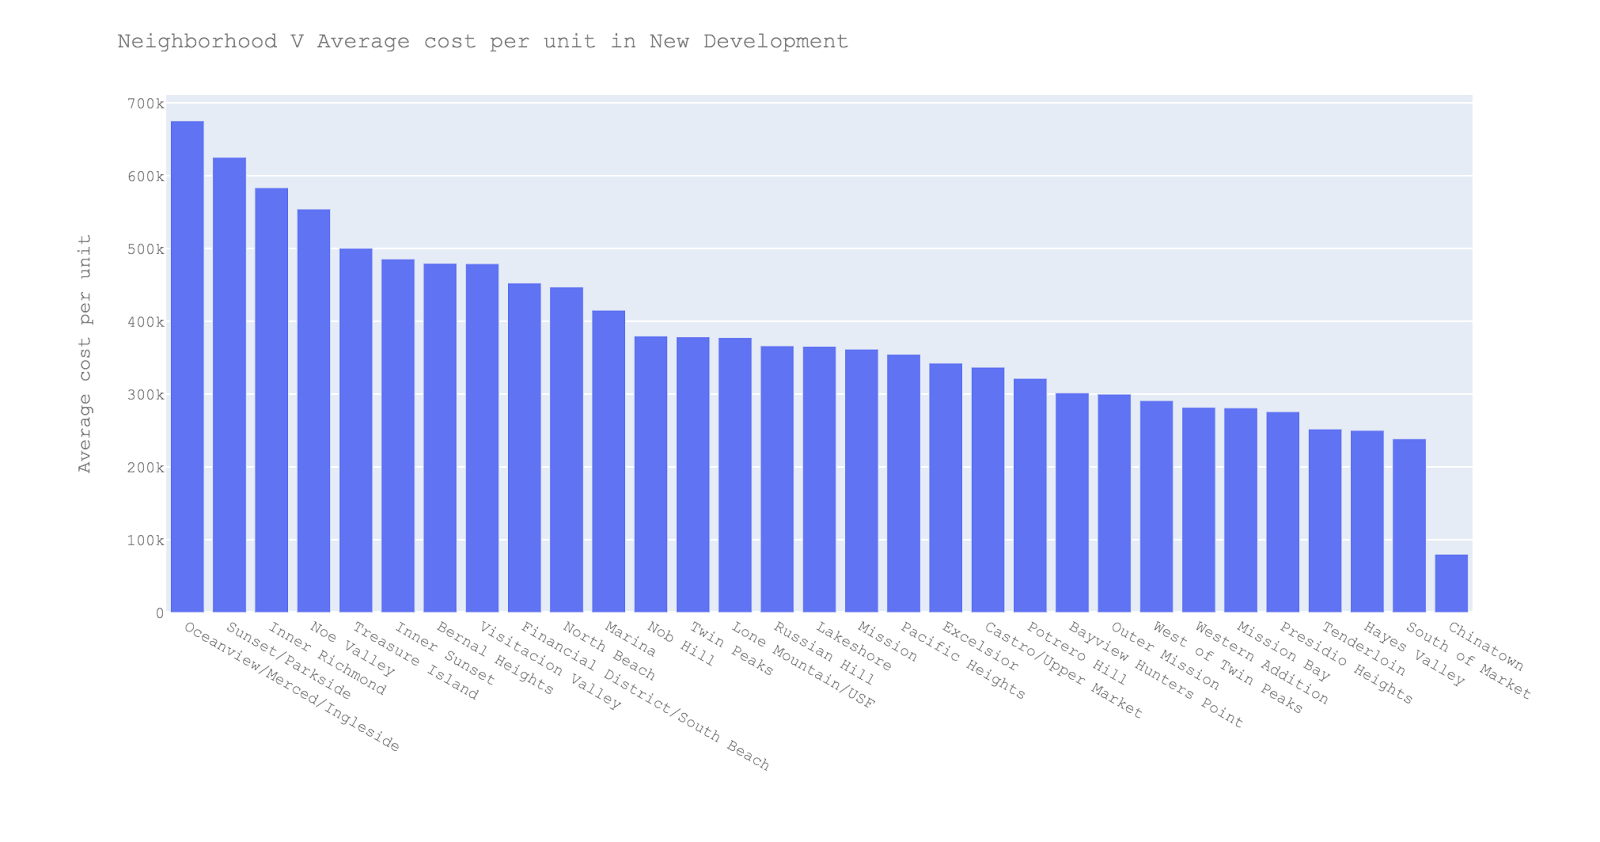 Neighborhood V Average cost per unit in New Development
Average cost per unit
700k
600k
500k
400k
300k
200k
100k
0
Oceanview/Merced/Ingleside
Sunset/Parkside
Inner Richmond
Noe Valley
Treasure Island
Inner Sunset
Bernal Heights
Visitacion Valley
Financial District/South Beach
North Beach
Marina
Nob Hill
Twin Peaks
Lone Mountain/USF
Russian Hill
Lakeshore
Mission
Pacific Heights
Excelsior
Castro/Upper Market
Potrero Hill
Bayview Hunters Point
Outer Mission
West of Twin Peaks
Western Addition
Mission Bay
Presidio Heights
Tenderloin
Hayes Valley
South of Market
Chinatown